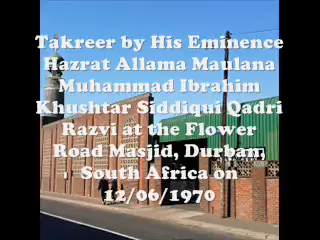 Takreer by His Eminence
Hazrat Allama Maulana
Muhammad Ibrahim
Khushtar Siddiqui Qadri
Razvi at the Flower
Road Masjid, Durban,
South Africa on
12/06/1970